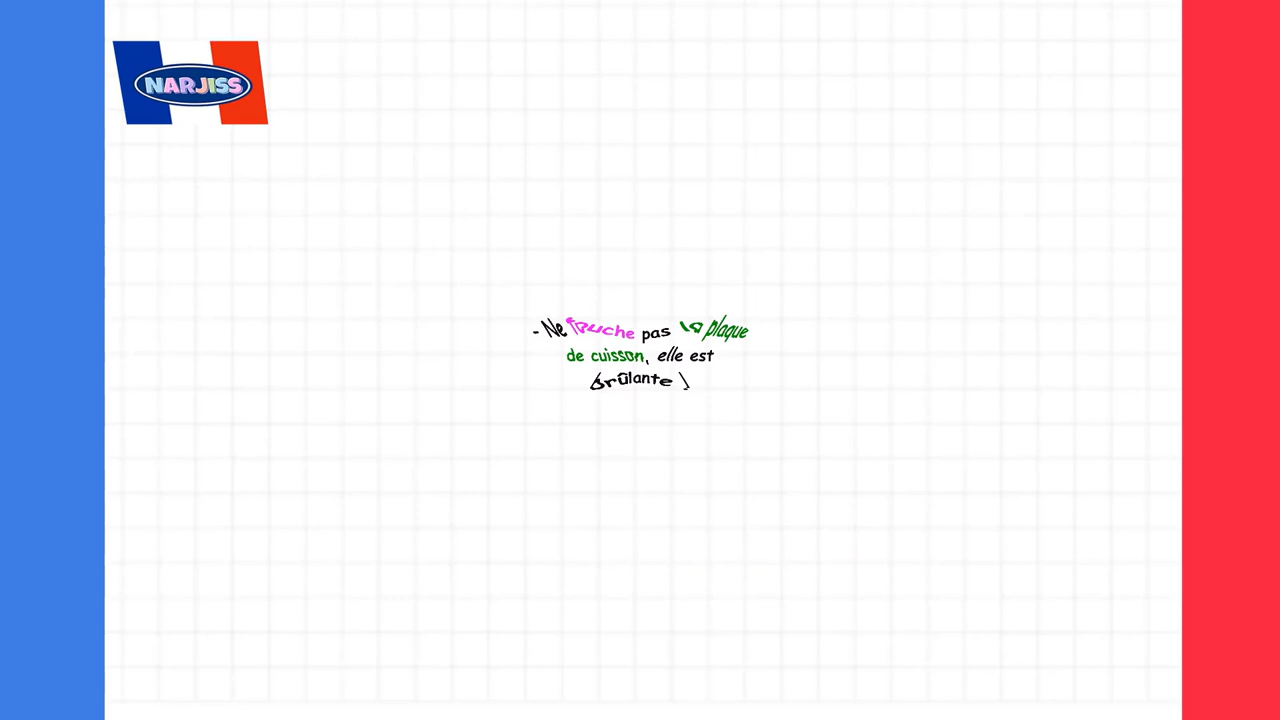 NARJISS
- Ne touche pas la plaque
de cuisson, elle est
brûlante !